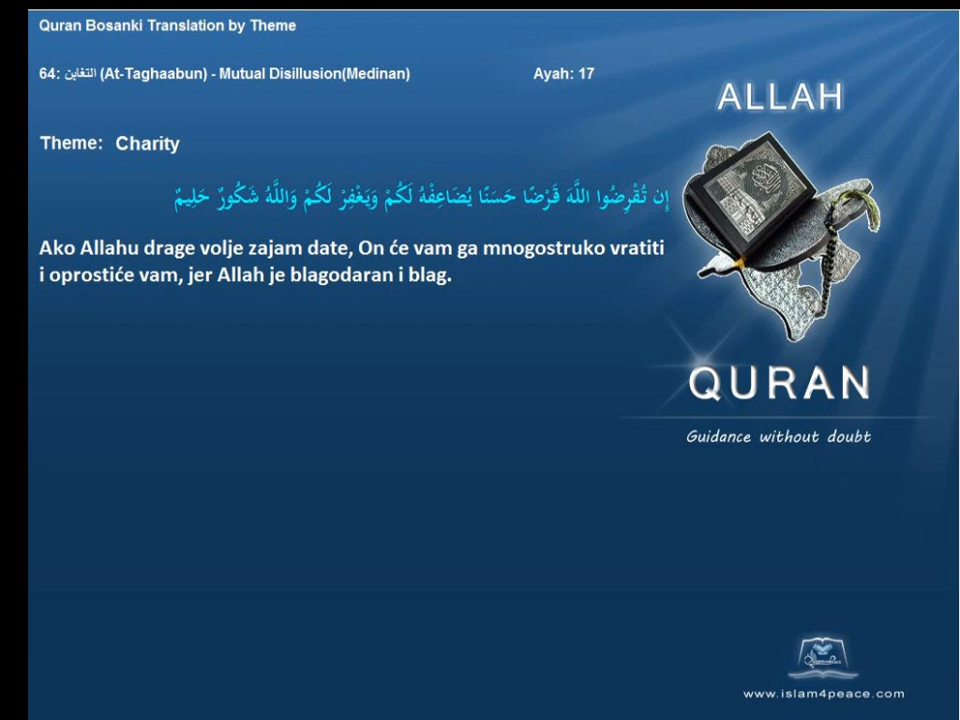 Quran Bosanki Translation by Theme
64: التغابن (At-Taghaabun) - Mutual Disillusion(Medinan) Ayah: 17
Theme: Charity
إِن تُقْرِضُوا اللَّهَ قَرْضًا حَسَنًا يُضَاعِفْهُ لَكُمْ وَيَغْفِرْ لَكُمْ وَاللَّهُ شَكُورٌ حَلِيمٌ
Ako Allahu drage volje zajam date, On će vam ga mnogostruko vratiti
i oprostiće vam, jer Allah je blagodaran i blag.
ALLAH
QURAN
Guidance without doubt
www.islam4peace.com